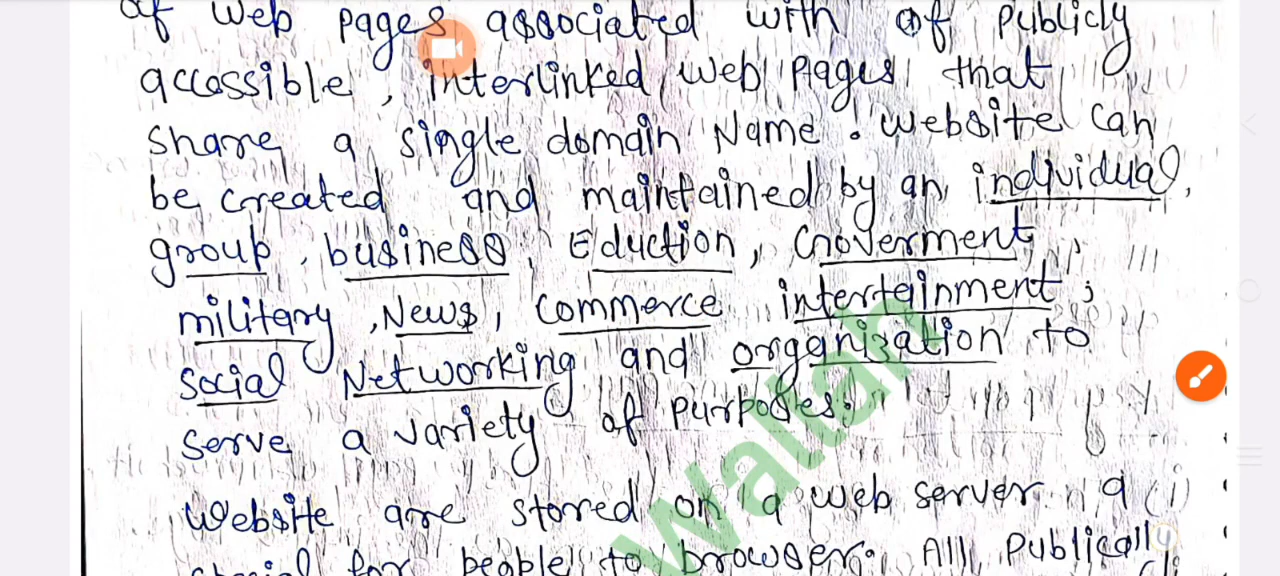 of web pages associated with of publicly
accossible, interlinked web pages that
share a single domain Name. website can
be created and maintained by an individual,
group, business, Eduction, Goverment,
military, News, commerce intertainment,
social Networking and organization to
serve a variety of purposes.
website are stored on a web server a
special for people to browser. All publically
Wallah